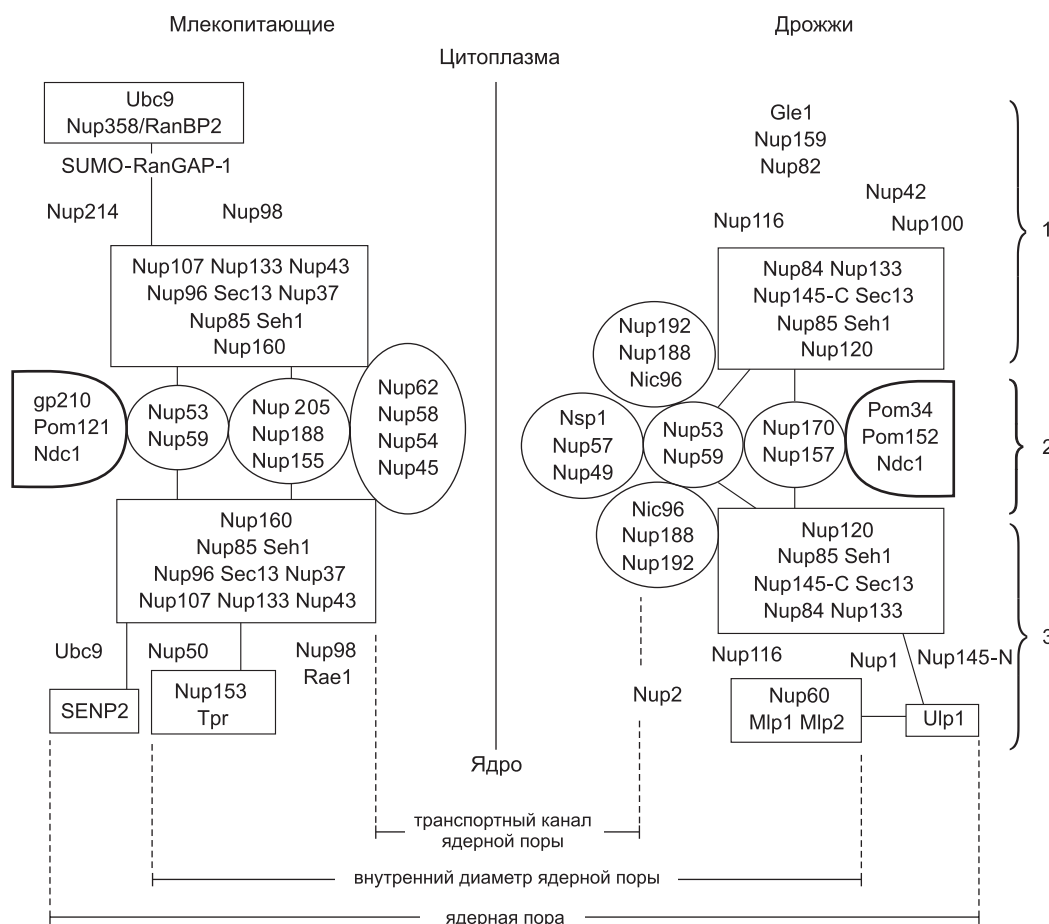 Млекопитающие
Дрожжи
Цитоплазма
Ubc9
Nup358/RanBP2
SUMO-RanGAP-1
Nup214
Nup98
Nup107 Nup133 Nup43
Nup96 Sec13 Nup37
Nup85 Seh1
Nup160
gp210
Pom121
Ndc1
Nup53
Nup59
Nup 205
Nup188
Nup155
Nup62
Nup58
Nup54
Nup45
Nup160
Nup85 Seh1
Nup96 Sec13 Nup37
Nup107 Nup133 Nup43
Ubc9
Nup50
Nup98
Rae1
SENP2
Nup153
Tpr
Gle1
Nup159
Nup82
Nup42
Nup116
Nup100
1
Nup84 Nup133
Nup145-C Sec13
Nup85 Seh1
Nup120
Nup192
Nup188
Nic96
Nsp1
Nup57
Nup49
Nup53
Nup59
Nup170
Nup157
Pom34
Pom152
Ndc1
2
Nic96
Nup188
Nup192
Nup120
Nup85 Seh1
Nup145-C Sec13
Nup84 Nup133
3
Nup116
Nup1
Nup145-N
Nup2
Nup60
Mlp1 Mlp2
Ulp1
Ядро
транспортный канал
ядерной поры
внутренний диаметр ядерной поры
ядерная пора